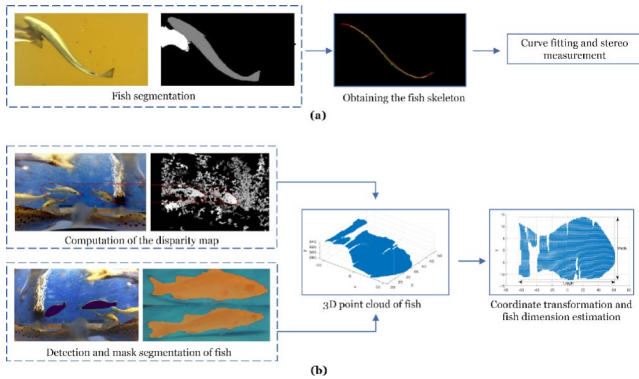 Fish segmentation
Obtaining the fish skeleton
Curve fitting and stereo
measurement
(a)
Computation of the disparity map
Detection and mask segmentation of fish
3D point cloud of fish
Coordinate transformation and
fish dimension estimation
(b)